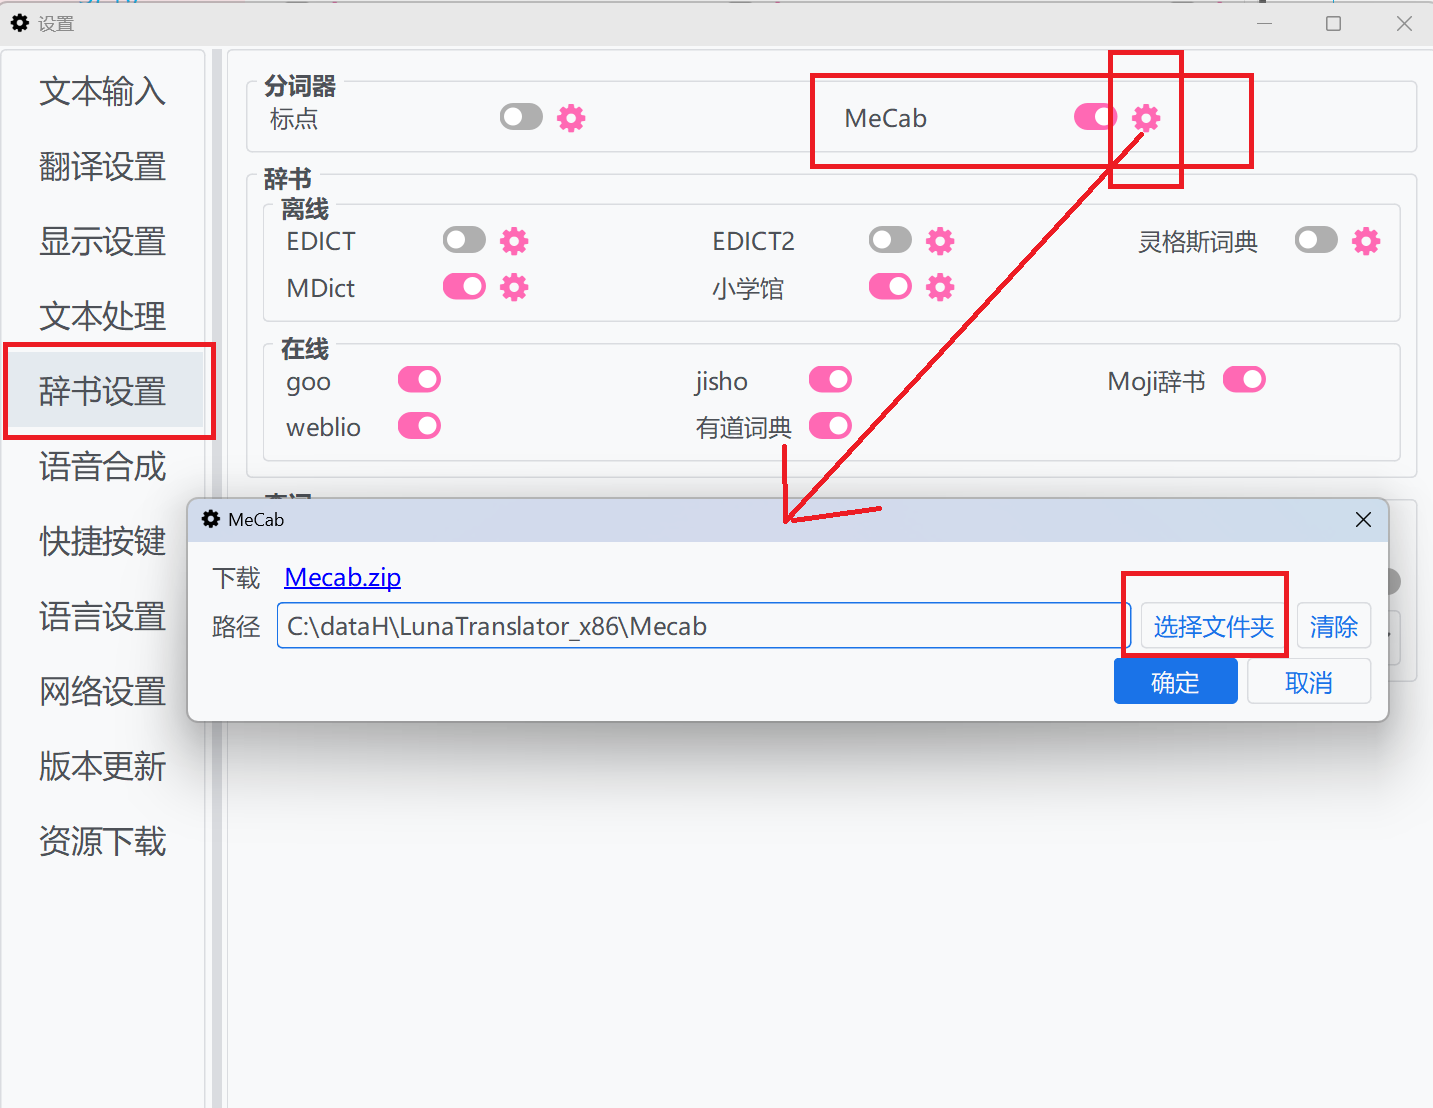 设置
文本输入
翻译设置
显示设置
文本处理
辞书设置
语音合成
快捷按键
语言设置
网络设置
版本更新
资源下载
分词器
标点
MeCab
辞书
离线
EDICT
EDICT2
灵格斯词典
MDict
小学馆
在线
goo
jisho
Moji辞书
weblio
有道词典
MeCab
下载 Mecab.zip
路径 C:\dataH\LunaTranslator_x86\Mecab 选择文件夹 清除
确定 取消